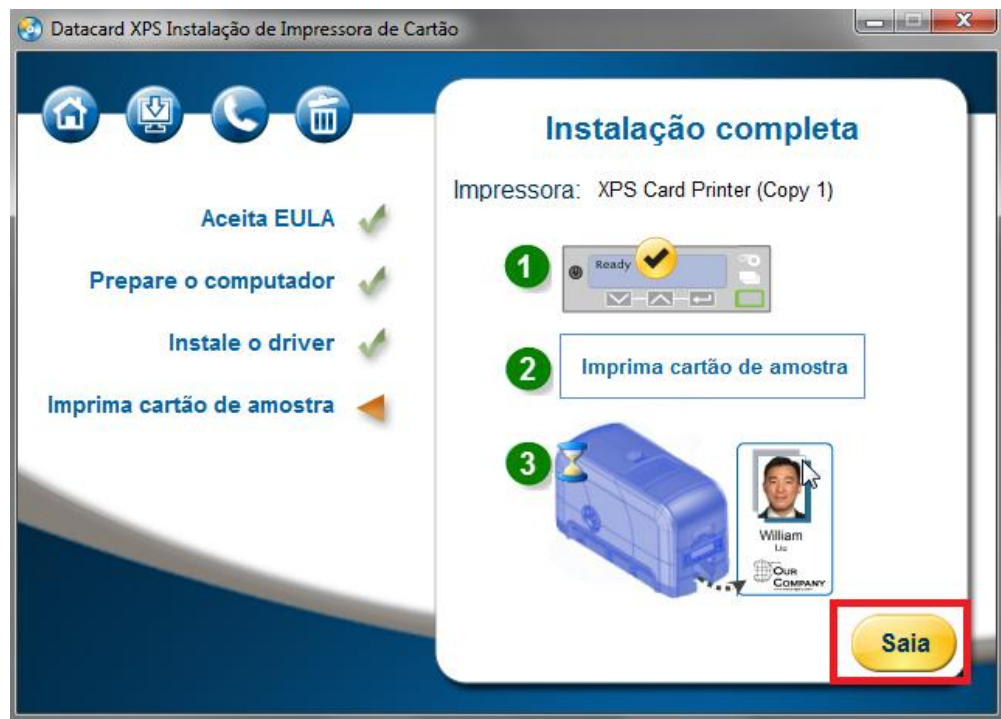 Datacard XPS Instalação de Impressora de Cartão
Instalação completa
Impressora: XPS Card Printer (Copy 1)
Aceita EULA
Prepare o computador
Instale o driver
Imprima cartão de amostra
1
Ready
2
Imprima cartão de amostra
3
William
OUR
COMPANY
Saia